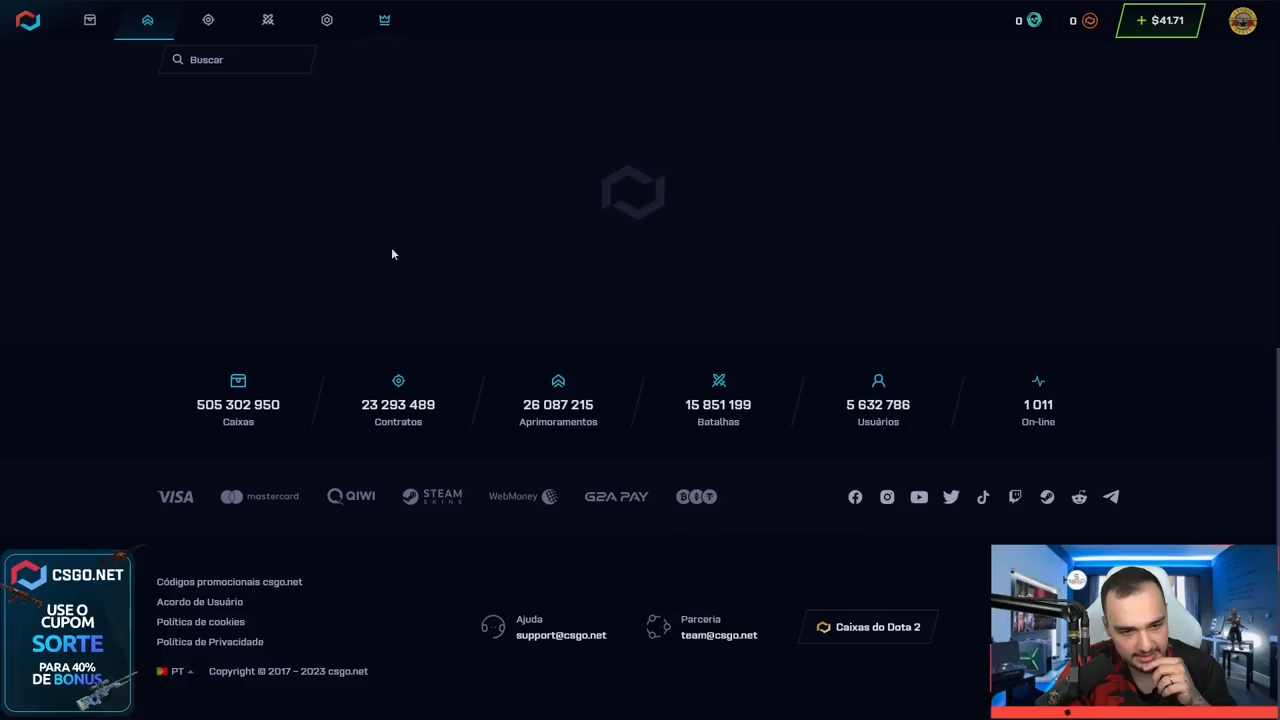 0
0
+ $41.71
Buscar
505 302 950
Caixas
23 293 489
Contratos
26 087 215
Aprimoramentos
15 851 199
Batalhas
5 632 786
Usuários
1 011
On-line
VISA
mastercard
QIWI
STEAM
SKINS
WebMoney
G2A PAY
BIT
CSGO.NET
USE O
CUPOM
SORTE
PARA 40%
DE BONUS
Códigos promocionais csgo.net
Acordo de Usuário
Política de cookies
Política de Privacidade
PT
Copyright © 2017 – 2023 csgo.net
Ajuda
support@csgo.net
Parceria
team@csgo.net
Caixas do Dota 2